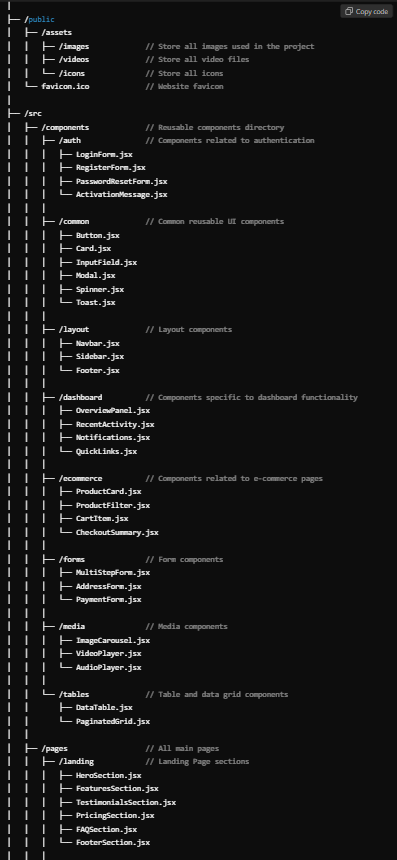 Copy code
├── /public
│   ├── /assets
│   │   ├── /images             // Store all images used in the project
│   │   ├── /videos             // Store all video files
│   │   └── /icons              // Store all icons
│   └── favicon.ico             // Website favicon
│
├── /src
│   ├── /components             // Reusable components directory
│   │   ├── /auth               // Components related to authentication
│   │   │   ├── LoginForm.jsx
│   │   │   ├── RegisterForm.jsx
│   │   │   ├── PasswordResetForm.jsx
│   │   │   └── ActivationMessage.jsx
│   │   │
│   │   ├── /common             // Common reusable UI components
│   │   │   ├── Button.jsx
│   │   │   ├── Card.jsx
│   │   │   ├── InputField.jsx
│   │   │   ├── Modal.jsx
│   │   │   ├── Spinner.jsx
│   │   │   └── Toast.jsx
│   │   │
│   │   ├── /layout             // Layout components
│   │   │   ├── Navbar.jsx
│   │   │   ├── Sidebar.jsx
│   │   │   └── Footer.jsx
│   │   │
│   │   ├── /dashboard          // Components specific to dashboard functionality
│   │   │   ├── OverviewPanel.jsx
│   │   │   ├── RecentActivity.jsx
│   │   │   ├── Notifications.jsx
│   │   │   └── QuickLinks.jsx
│   │   │
│   │   ├── /ecommerce          // Components related to e-commerce pages
│   │   │   ├── ProductCard.jsx
│   │   │   ├── ProductFilter.jsx
│   │   │   ├── CartItem.jsx
│   │   │   └── CheckoutSummary.jsx
│   │   │
│   │   ├── /forms              // Form components
│   │   │   ├── MultiStepForm.jsx
│   │   │   ├── AddressForm.jsx
│   │   │   └── PaymentForm.jsx
│   │   │
│   │   ├── /media              // Media components
│   │   │   ├── ImageCarousel.jsx
│   │   │   ├── VideoPlayer.jsx
│   │   │   └── AudioPlayer.jsx
│   │   │
│   │   └── /tables             // Table and data grid components
│   │       ├── DataTable.jsx
│   │       └── PaginatedGrid.jsx
│   │
│   ├── /pages                  // All main pages
│   │   ├── /landing            // Landing Page sections
│   │   │   ├── HeroSection.jsx
│   │   │   ├── FeaturesSection.jsx
│   │   │   ├── TestimonialsSection.jsx
│   │   │   ├── PricingSection.jsx
│   │   │   ├── FAQSection.jsx
│   │   │   └── FooterSection.jsx